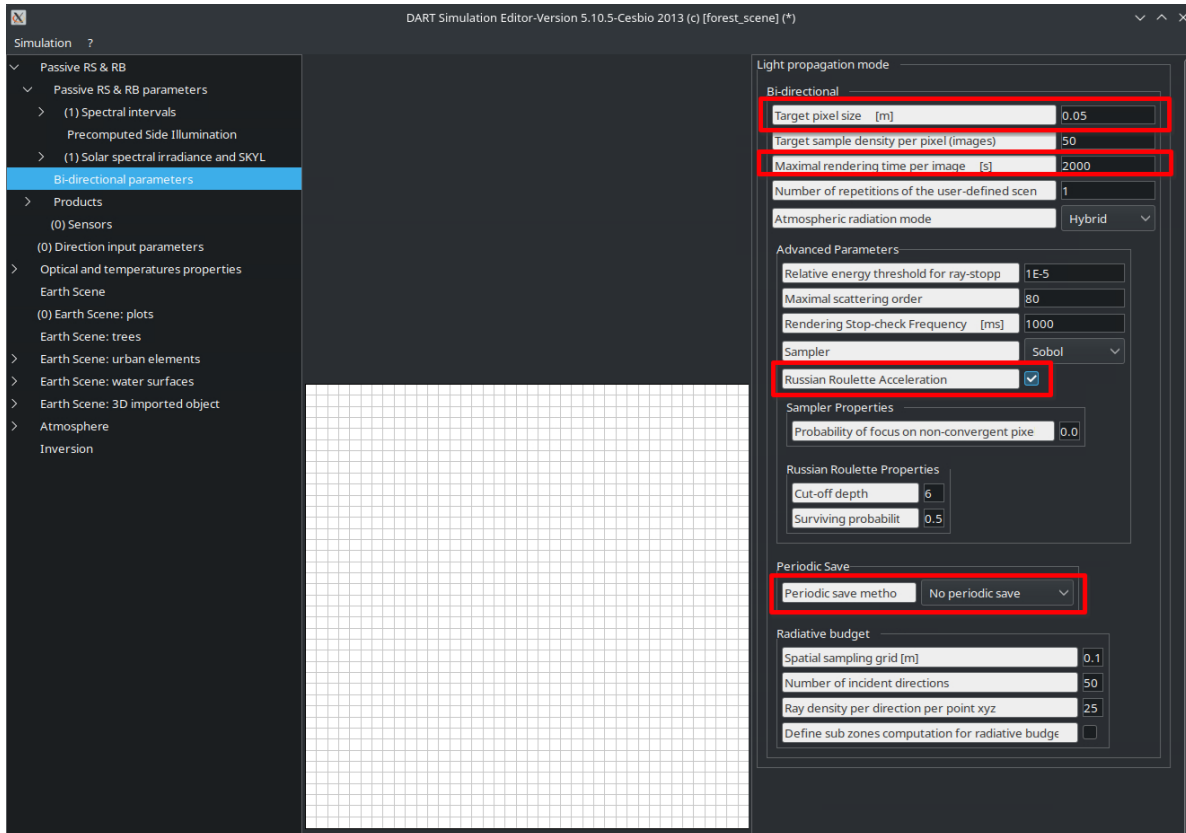 DART Simulation Editor-Version 5.10.5-Cesbio 2013 (c) [forest_scene] (*)
Simulation ?
Passive RS & RB
Passive RS & RB parameters
(1) Spectral intervals
Precomputed Side Illumination
(1) Solar spectral irradiance and SKYL
Bi-directional parameters
Products
(0) Sensors
(0) Direction input parameters
Optical and temperatures properties
Earth Scene
(0) Earth Scene: plots
Earth Scene: trees
Earth Scene: urban elements
Earth Scene: water surfaces
Earth Scene: 3D imported object
Atmosphere
Inversion
Light propagation mode
Bi-directional
Target pixel size [m] 0.05
Target sample density per pixel (images) 50
Maximal rendering time per image [s] 2000
Number of repetitions of the user-defined scen 1
Atmospheric radiation mode Hybrid
Advanced Parameters
Relative energy threshold for ray-stopp 1E-5
Maximal scattering order 80
Rendering Stop-check Frequency [ms] 1000
Sampler Sobol
Russian Roulette Acceleration
Sampler Properties
Probability of focus on non-convergent pixe 0.0
Russian Roulette Properties
Cut-off depth 6
Surviving probabilit 0.5
Periodic Save
Periodic save metho No periodic save
Radiative budget
Spatial sampling grid [m] 0.1
Number of incident directions 50
Ray density per direction per point xyz 25
Define sub zones computation for radiative budge